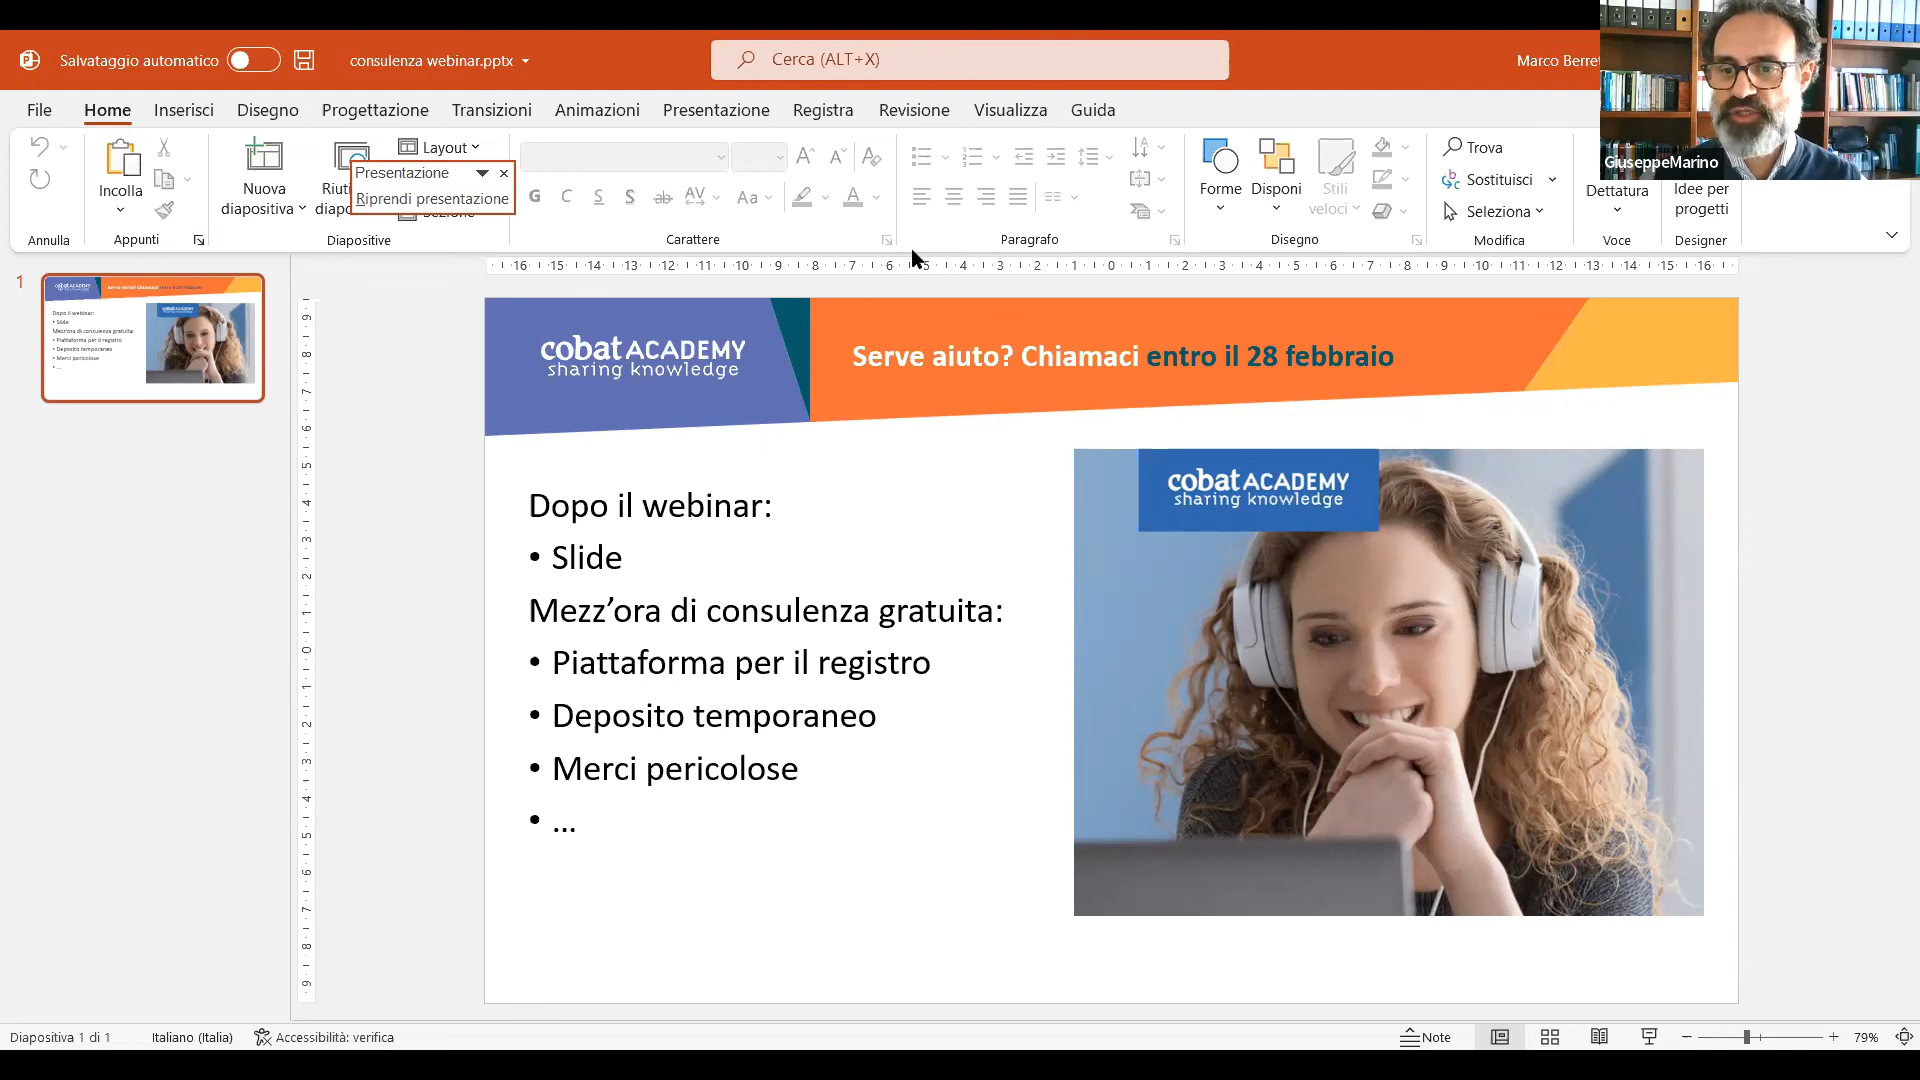 Salvataggio automatico
consulenza webinar.pptx
Cerca (ALT+X)
Marco Berret
File Home Inserisci Disegno Progettazione Transizioni Animazioni Presentazione Registra Revisione Visualizza Guida
GiuseppeMarino
Incolla
Nuova
diapositiva
Layout
Presentazione
Riprendi presentazione
Forme
Disponi
Stili
veloci
Trova
Sostituisci
Seleziona
Dettatura
Idee per
progetti
Annulla
Appunti
Diapositive
Carattere
Paragrafo
Disegno
Modifica
Voce
Designer
1
cobat ACADEMY
sharing knowledge
Serve aiuto? Chiamaci entro il 28 febbraio
cobat ACADEMY
sharing knowledge
Dopo il webinar:
• Slide
Mezz’ora di consulenza gratuita:
• Piattaforma per il registro
• Deposito temporaneo
• Merci pericolose
• ...
Diapositiva 1 di 1
Italiano (Italia)
Accessibilità: verifica
Note
79%